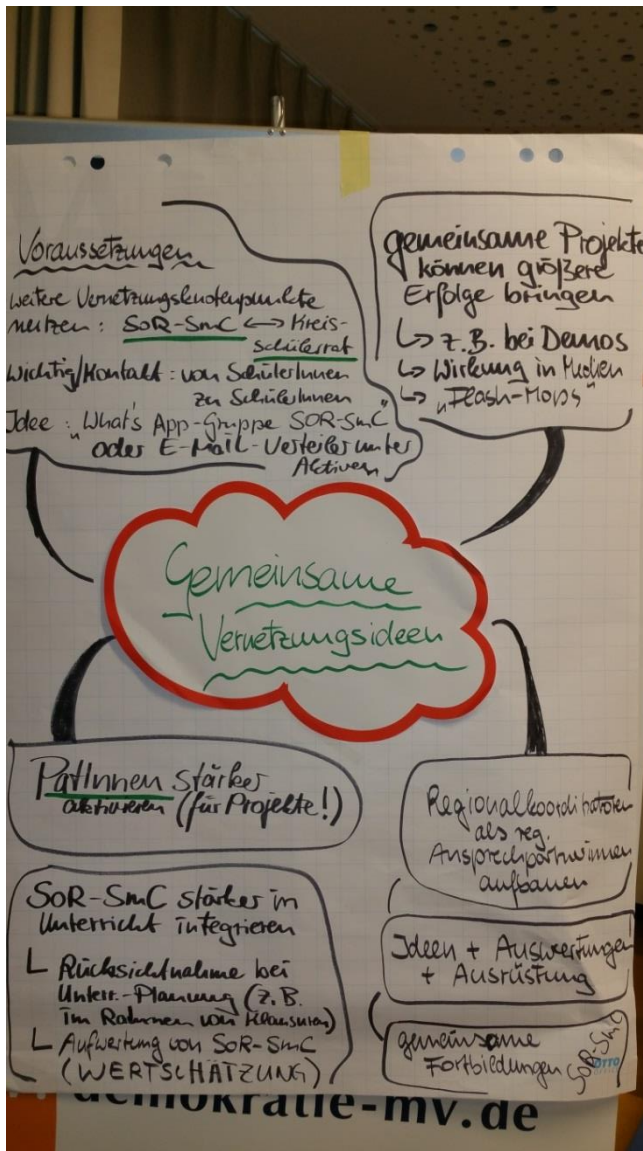 Voraussetzungen
weitere Vernetzungsknotenpunkte
nutzen: SoR-SmC <-> Kreis-
schülerrat
Wichtig/Kontakt: von SchülerInnen
zu SchülerInnen
Idee: "What's App-Gruppe SOR-SmC"
oder E-Mail-Verteiler unter
Aktiven
gemeinsame Projekte
können größere
Erfolge bringen
↳ z.B. bei Demos
↳ Wirkung in Medien
↳ "Flash-Mops"
Gemeinsame
Vernetzungsideen
PatInnen stärker
aktivieren (für Projekte!)
SoR-SmC stärker in
Unterricht integrieren
└ Rücksichtnahme bei
Unterr.-Planung (z.B.
im Rahmen von Klausuren)
└ Aufwertung von SoR-SmC
(WERTSCHÄTZUNG)
Regionalkoordinatoren
als reg.
AnsprechpartnerInnen
aufbauen
Ideen + Auswertungen
+ Ausrüstung
gemeinsame
Fortbildungen
SoR-SmC
OTTO
demokratie-mv.de